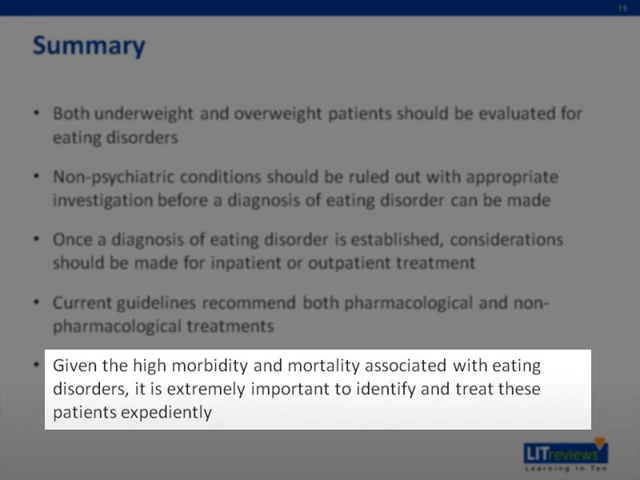 15
Summary
• Both underweight and overweight patients should be evaluated for
eating disorders
• Non-psychiatric conditions should be ruled out with appropriate
investigation before a diagnosis of eating disorder can be made
• Once a diagnosis of eating disorder is established, considerations
should be made for inpatient or outpatient treatment
• Current guidelines recommend both pharmacological and non-
pharmacological treatments
• Given the high morbidity and mortality associated with eating
disorders, it is extremely important to identify and treat these
patients expediently
LITreviews
Learning in Ten